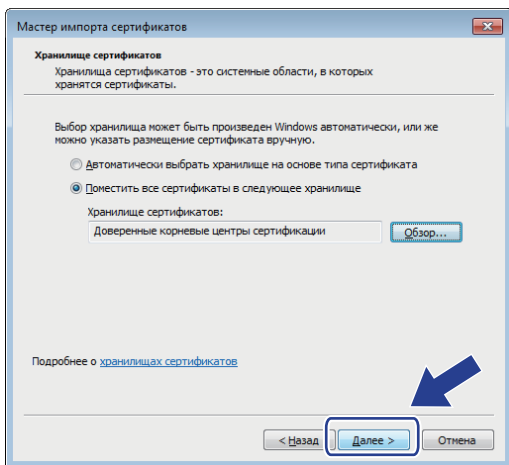 Мастер импорта сертификатов
Хранилище сертификатов
Хранилища сертификатов - это системные области, в которых
хранятся сертификаты.
Выбор хранилища может быть произведен Windows автоматически, или же
можно указать размещение сертификата вручную.
Автоматически выбрать хранилище на основе типа сертификата
Поместить все сертификаты в следующее хранилище
Хранилище сертификатов:
Доверенные корневые центры сертификации
Обзор...
Подробнее о хранилищах сертификатов
< Назад
Далее >
Отмена